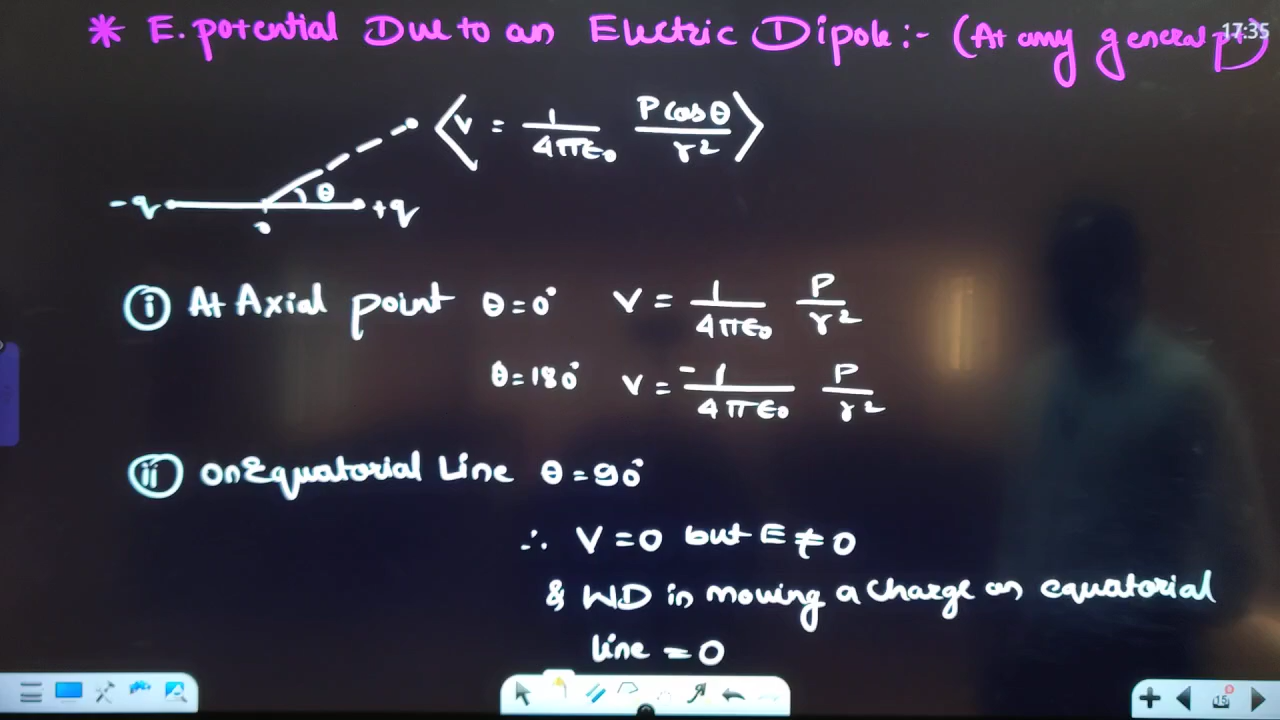 * E. potential Due to an Electric Dipole:- (At any general pt)
17:35
<V = 1/4πε₀ Pcosθ/r²>
-q θ +q
o
(i) At Axial point θ=0° V = 1/4πε₀ P/r²
θ=180° V = -1/4πε₀ P/r²
(ii) on Equatorial Line θ=90°
∴ V=0 but E≠0
& WD in moving a charge on equatorial
line = 0
15